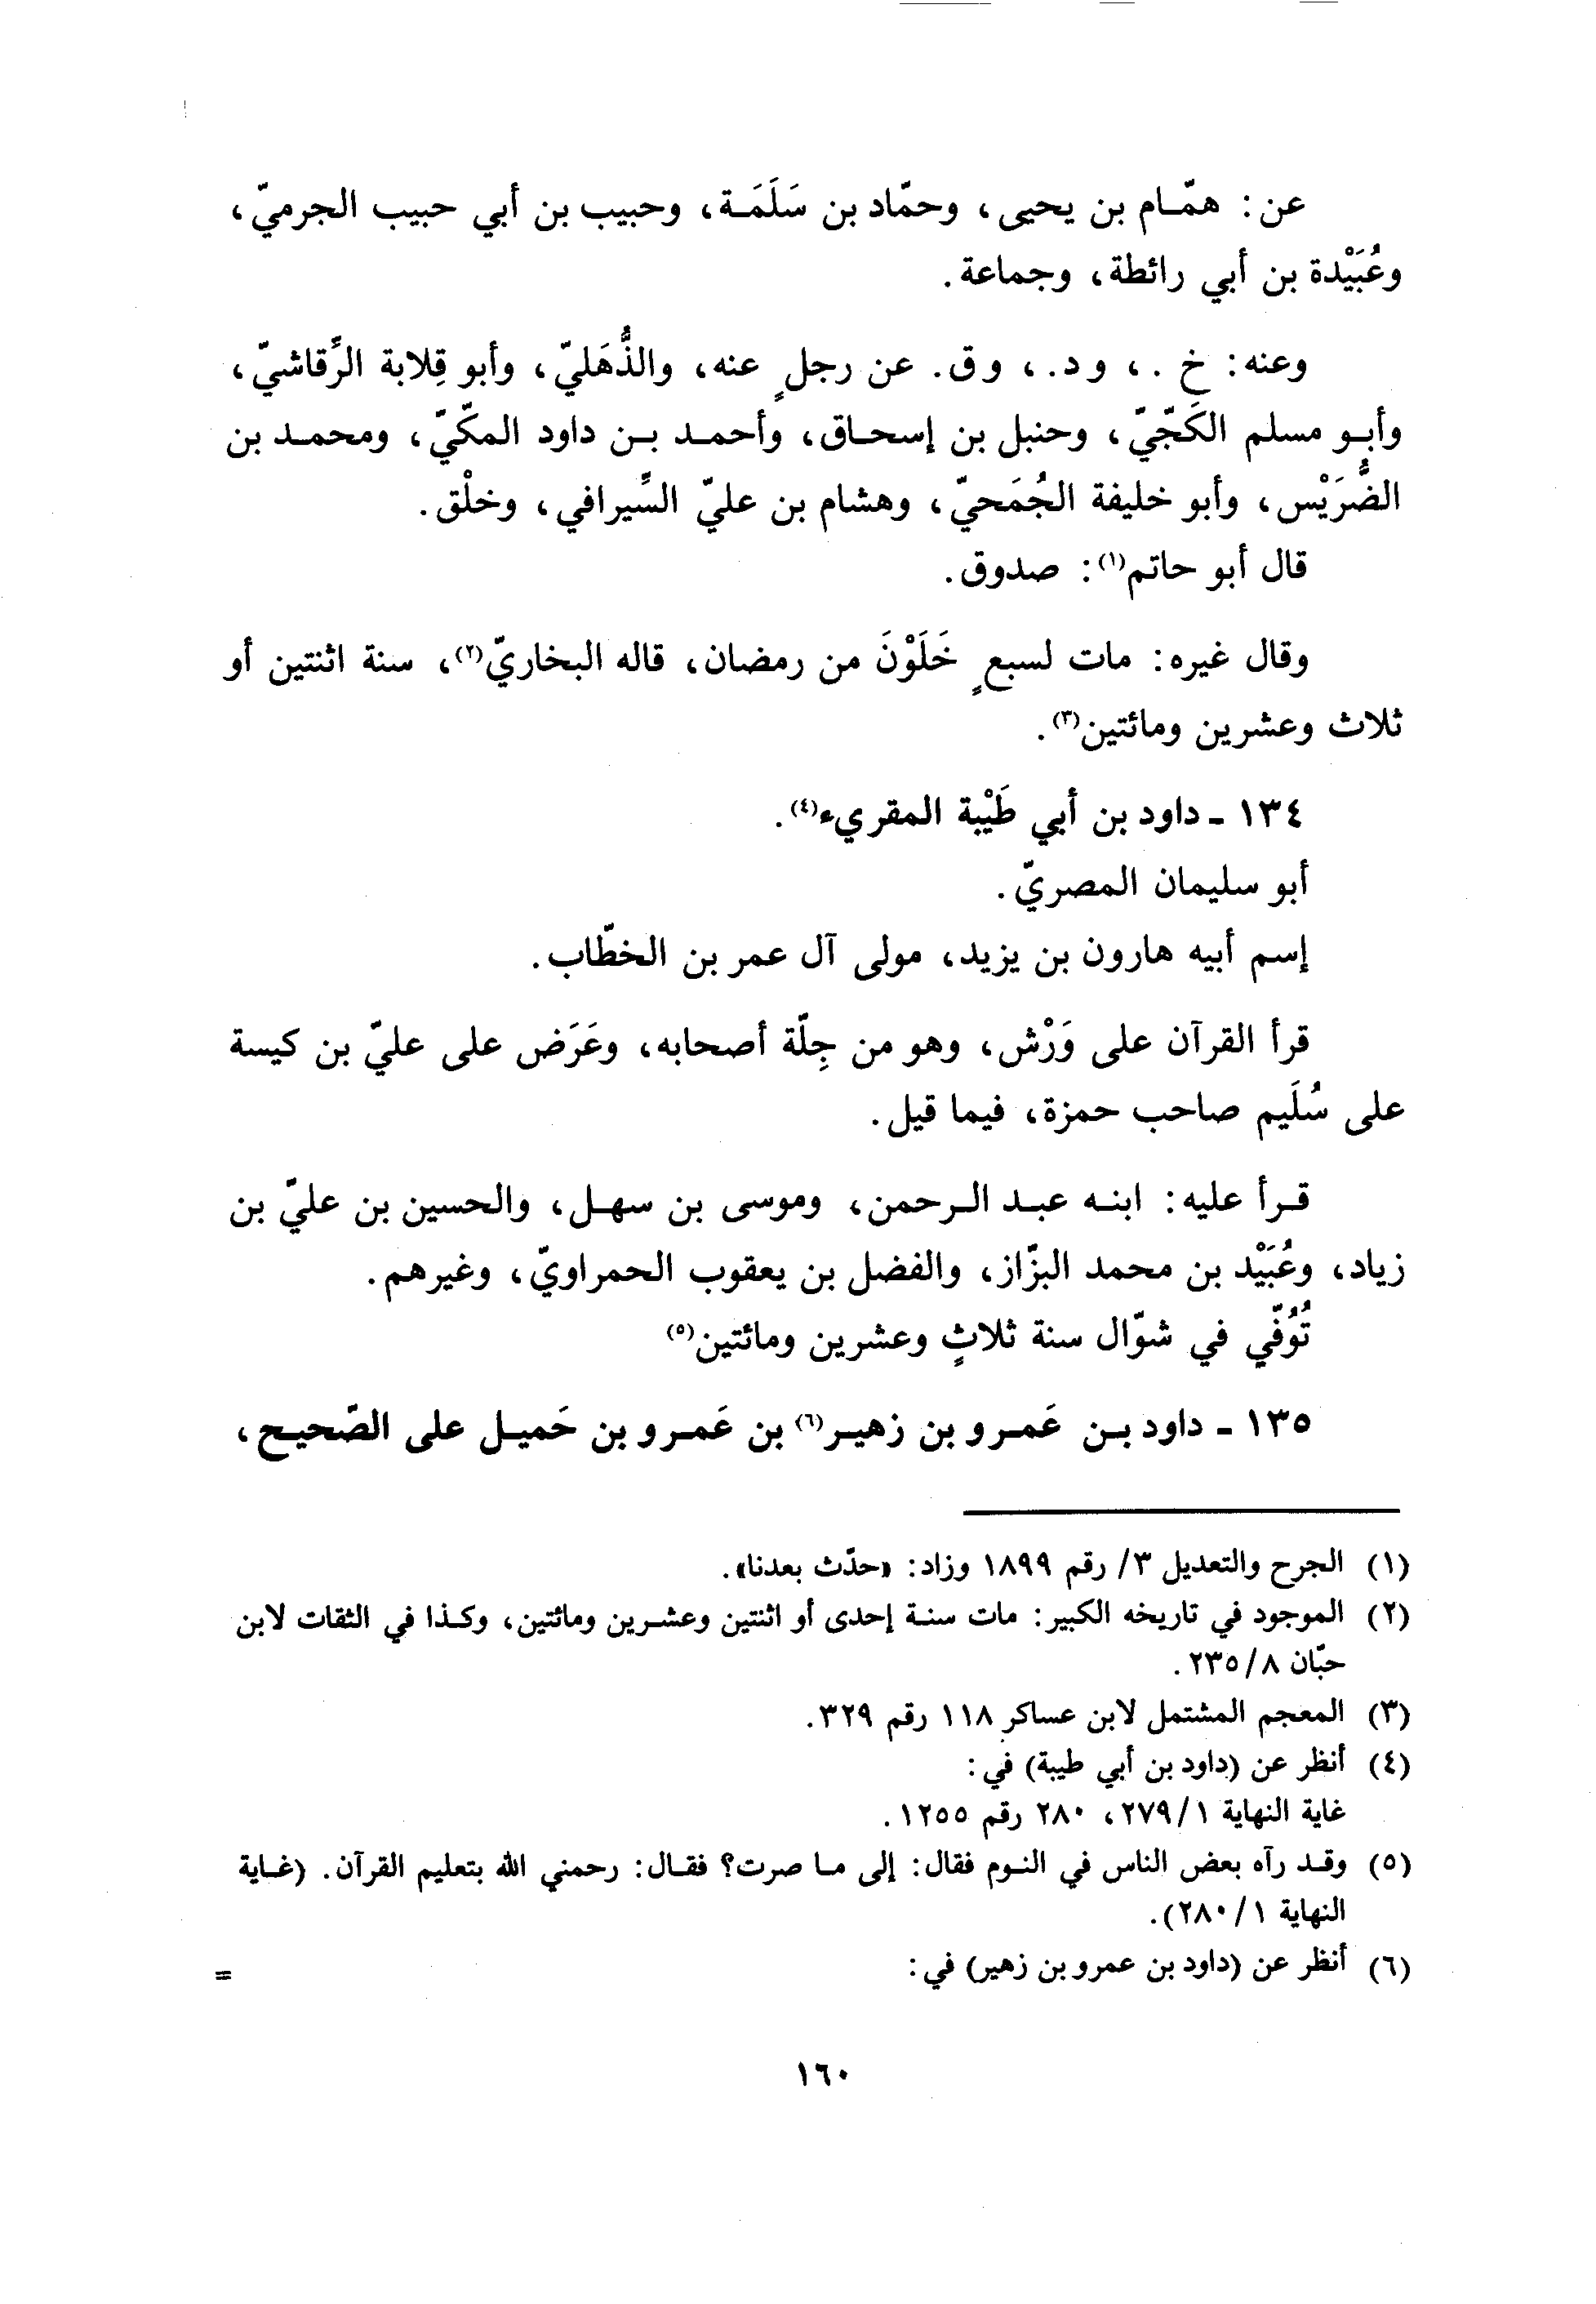 عن: همّام بن يحيى، وحمّاد بن سَلَمَة، وحبيب بن أبي حبيب الجرميّ،
وعُبَيْدة بن أبي رائطة، وجماعة.
وعنه: خ .، ود.، وق. عن رجلٍ عنه، والذُّهَليّ، وأبو قِلابة الرَّقاشيّ،
وأبو مسلم الكَجّيّ، وحنبل بن إسحاق، وأحمد بن داود المكّيّ، ومحمد بن
الضُّرَيْس، وأبو خليفة الجُمَحيّ، وهشام بن عليّ السِّيرافي، وخلْق.
قال أبو حاتم(١): صدوق.
وقال غيره: مات لسبعٍ خَلَوْنَ من رمضان، قاله البخاريّ(٢)، سنة اثنتين أو
ثلاث وعشرين ومائتين(٣).
١٣٤ - داود بن أبي طَيْبة المقريء(٤).
أبو سليمان المصريّ.
إسم أبيه هارون بن يزيد، مولى آل عمر بن الخطّاب.
قرأ القرآن على وَرْش، وهو من جِلّة أصحابه، وعَرَض على عليّ بن كيسة
على سُلَيم صاحب حمزة، فيما قيل.
قرأ عليه: ابنه عبد الرحمن، وموسى بن سهل، والحسين بن عليّ بن
زياد، وعُبَيْد بن محمد البزّاز، والفضل بن يعقوب الحمراويّ، وغيرهم.
تُوُفّي في شوّال سنة ثلاثٍ وعشرين ومائتين(٥)
١٣٥ - داود بن عَمرو بن زهير(٦) بن عَمرو بن حَميل على الصّحيح،
(١) الجرح والتعديل ٣/ رقم ١٨٩٩ وزاد: «حدّث بعدنا».
(٢) الموجود في تاريخه الكبير: مات سنة إحدى أو اثنتين وعشرين ومائتين، وكذا في الثقات لابن
حبّان ٢٣٥/٨.
(٣) المعجم المشتمل لابن عساكر ١١٨ رقم ٣٢٩.
(٤) أنظر عن (داود بن أبي طيبة) في:
غاية النهاية ٢٧٩/١، ٢٨٠ رقم ١٢٥٥.
(٥) وقد رآه بعض الناس في النوم فقال: إلى ما صرت؟ فقال: رحمني الله بتعليم القرآن. (غاية
النهاية ٢٨٠/١).
(٦) أنظر عن (داود بن عمرو بن زهير) في: =
١٦٠